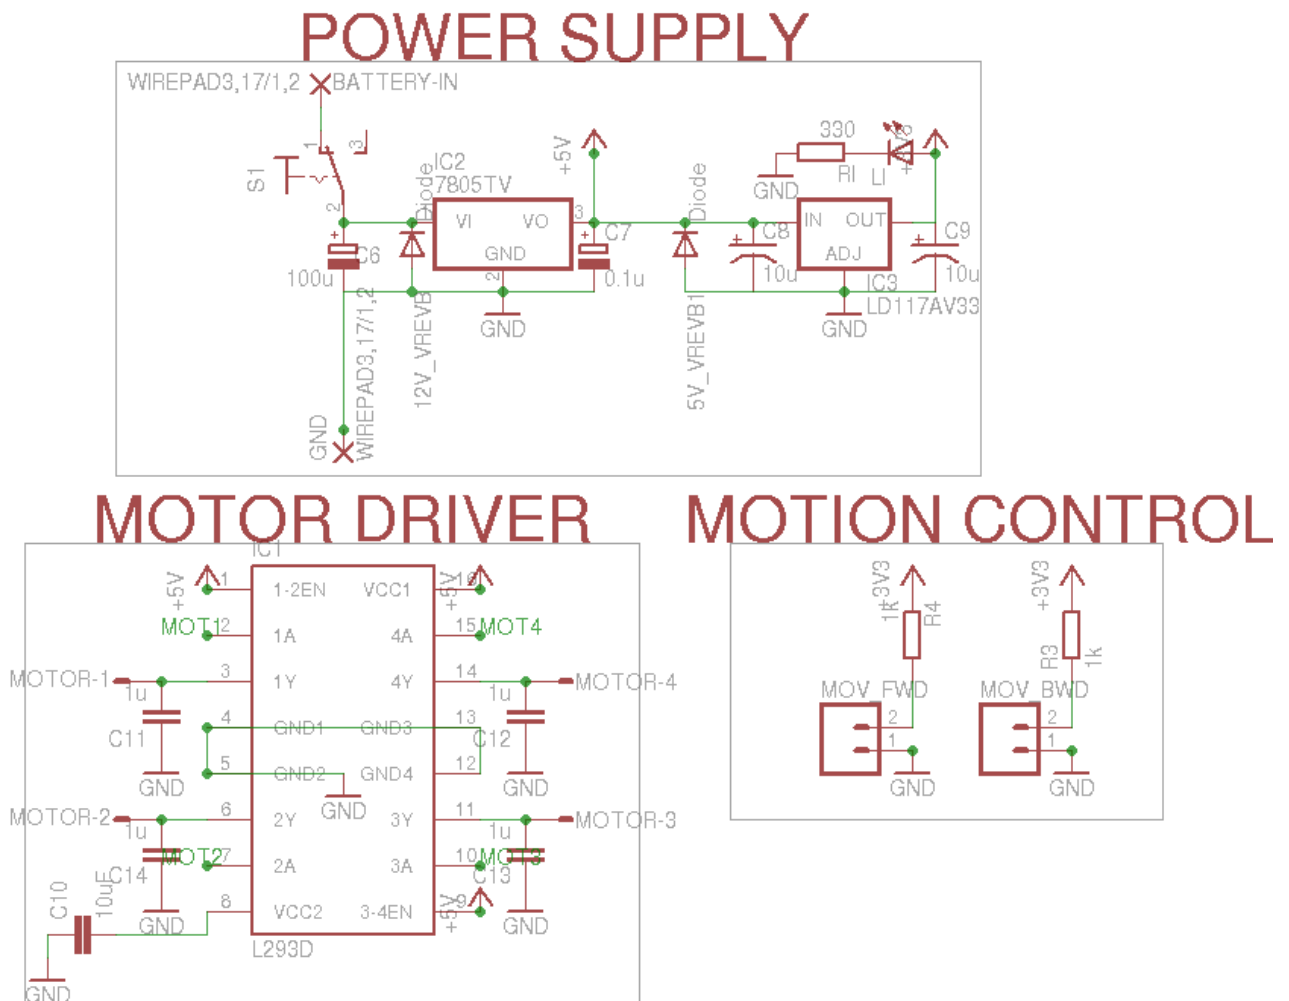 POWER SUPPLY
WIREPAD3,17/1,2
BATTERY-IN
1
3
S1
2
+
C6
100u
WIREPAD3,17/1,2
GND
Diode
12V_VREVB
IC2
7805TV
VI
VO
GND
2
3
GND
+5V
+
C7
0.1u
Diode
5V_VREVB1
+
C8
10u
330
RI
LI
GND
IN
OUT
ADJ
IC3
LD117AV33
GND
C9
10u
MOTOR DRIVER
IC1
+5V
1
1-2EN
VCC1
16
+5V
MOT1
2
1A
4A
15
MOT4
MOTOR-1
3
1Y
4Y
14
MOTOR-4
1u
C11
GND
1u
C12
GND
4
GND1
GND3
13
5
GND2
GND4
12
GND
MOTOR-2
6
2Y
3Y
11
MOTOR-3
1u
C14
GND
1u
C13
GND
MOT2
7
2A
3A
10
MOT3
8
VCC2
3-4EN
9
+5V
C10
10uF
GND
L293D
MOTION CONTROL
+3V3
1k
R4
MOV_FWD
2
1
GND
+3V3
R3
1k
MOV_BWD
2
1
GND